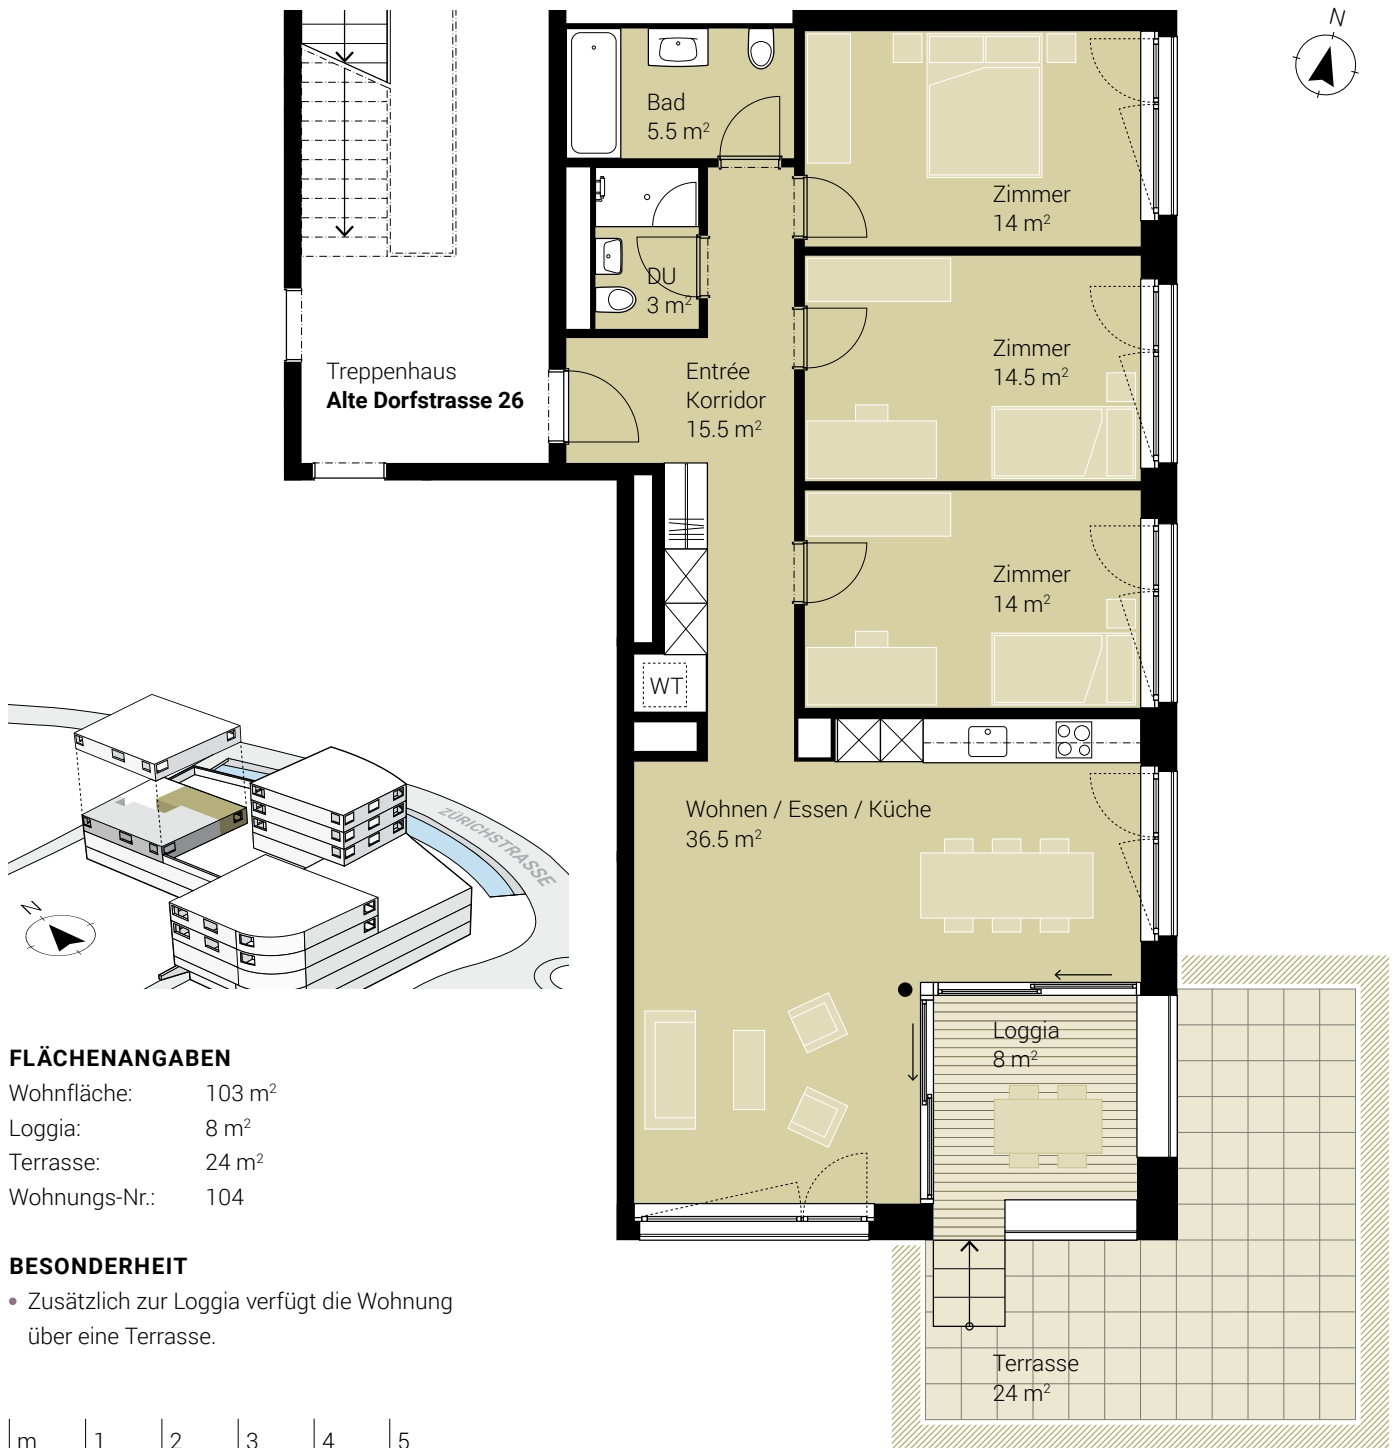 N
Bad
5.5 m²
Zimmer
14 m²
DU
3 m²
Zimmer
14.5 m²
Treppenhaus
Alte Dorfstrasse 26
Entrée
Korridor
15.5 m²
Zimmer
14 m²
WT
Wohnen / Essen / Küche
36.5 m²
ZÜRICHSTRASSE
N
Loggia
8 m²
FLÄCHENANGABEN
Wohnfläche: 103 m²
Loggia: 8 m²
Terrasse: 24 m²
Wohnungs-Nr.: 104
BESONDERHEIT
• Zusätzlich zur Loggia verfügt die Wohnung
über eine Terrasse.
Terrasse
24 m²
m 1 2 3 4 5